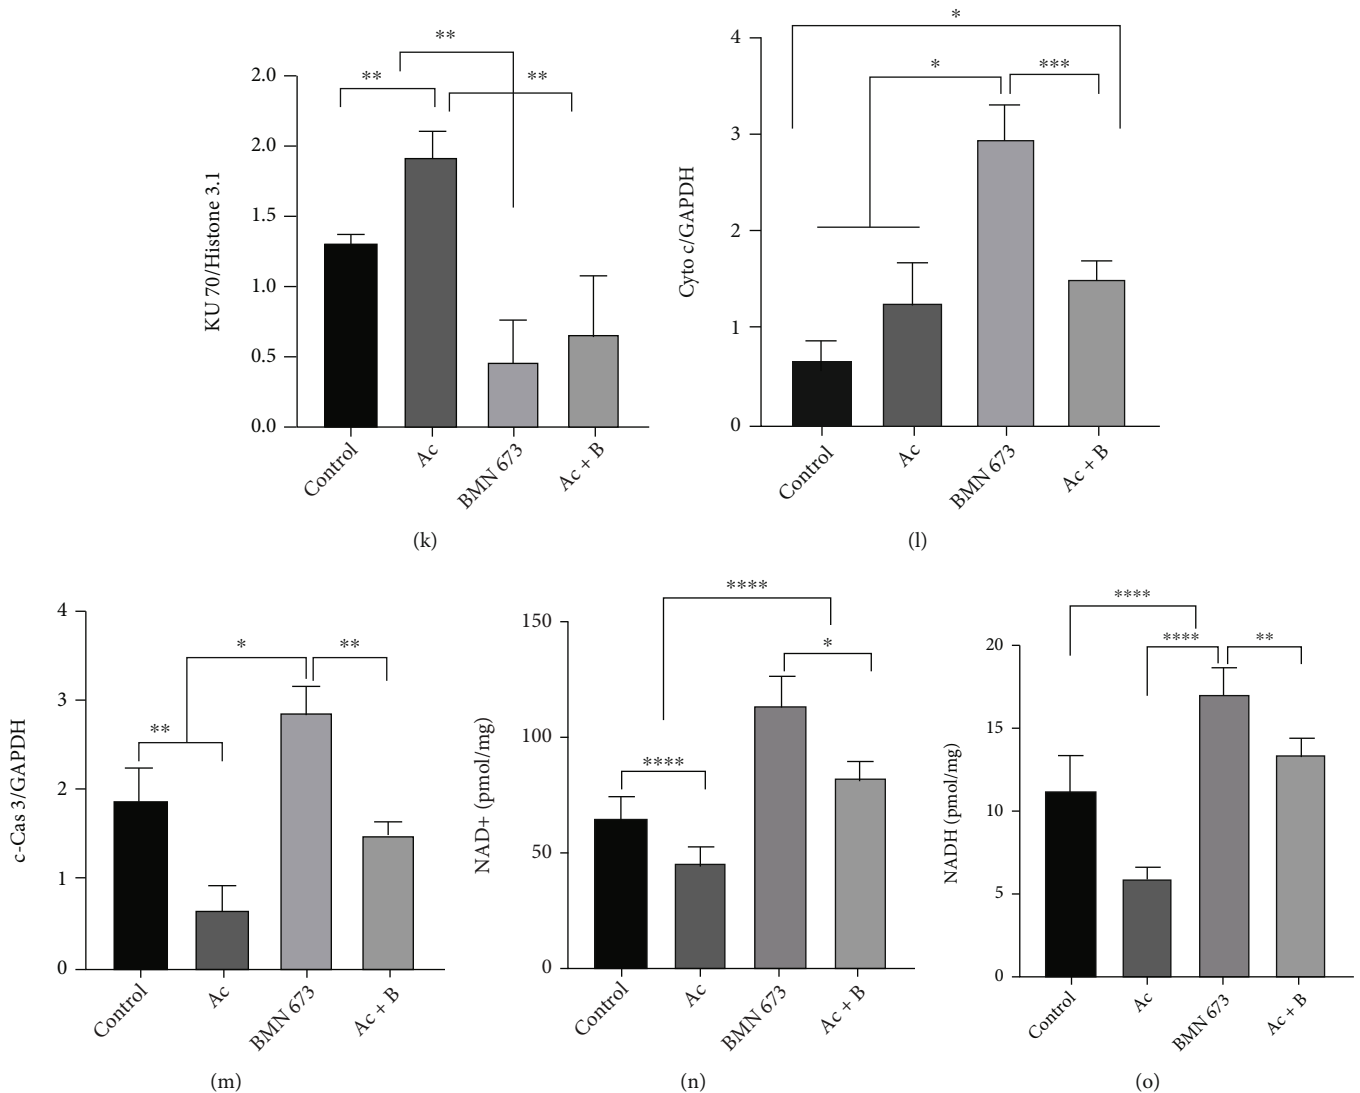 **
**
**
2.0
2.0
1.5
1.0
0.5
0.0
KU 70/Histone 3.1
Control
Ac
BMN 673
Ac + B
(k)
*
*
***
4
3
2
1
0
Cyto c/GAPDH
Control
Ac
BMN 673
Ac + B
(l)
*
**
**
4
3
2
1
0
c-Cas 3/GAPDH
Control
Ac
BMN 673
Ac + B
(m)
****
*
****
150
100
50
0
NAD+ (pmol/mg)
Control
Ac
BMN 673
Ac + B
(n)
****
****
**
20
15
10
5
0
NADH (pmol/mg)
Control
Ac
BMN 673
Ac + B
(o)